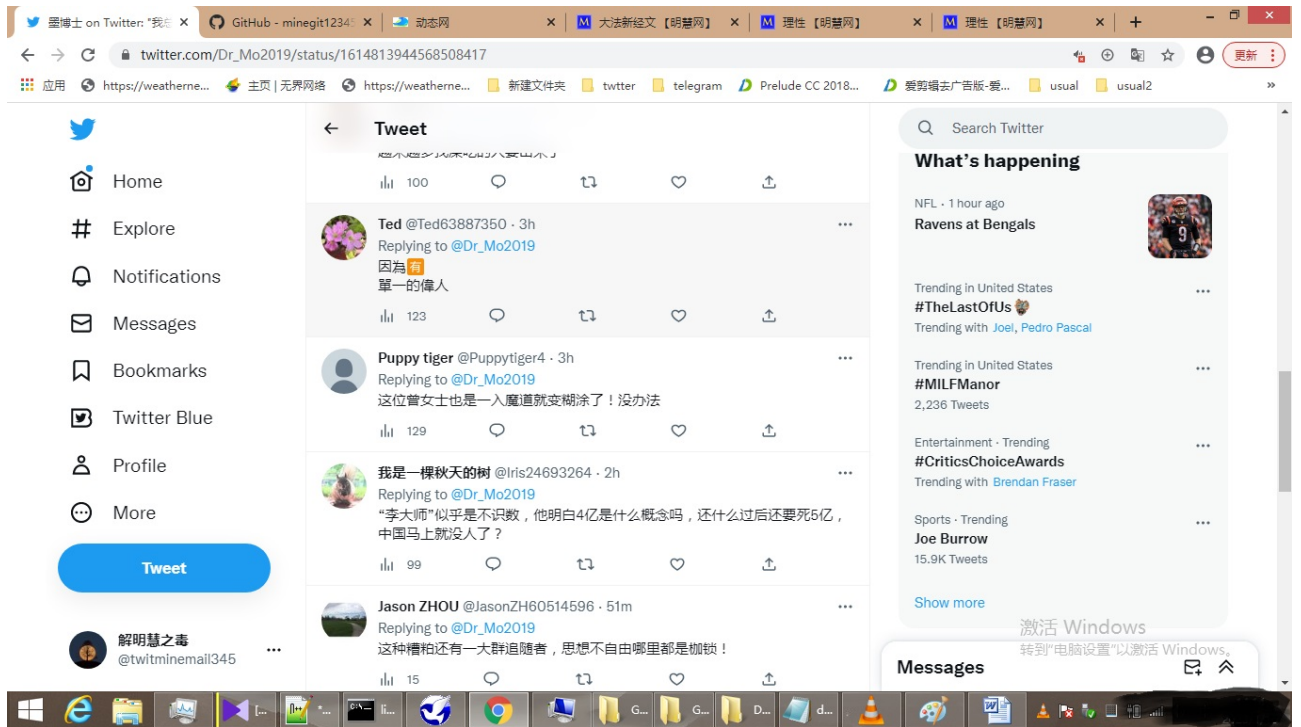 墨博士 on Twitter: "我怎
GitHub - minegit12345
动态网
大法新经文【明慧网】
理性 【明慧网】
理性 【明慧网】
twitter.com/Dr_Mo2019/status/1614813944568508417
更新
应用
https://weatherne...
主页 | 无界网络
https://weatherne...
新建文件夹
twtter
telegram
Prelude CC 2018...
爱剪辑去广告版-爱...
usual
usual2
»
Home
Explore
Notifications
Messages
Bookmarks
Twitter Blue
Profile
More
Tweet
解明慧之毒
@twitminemail345
Tweet
100
Ted @Ted63887350 · 3h
Replying to @Dr_Mo2019
因為🈶
單一的偉人
123
Puppy tiger @Puppytiger4 · 3h
Replying to @Dr_Mo2019
这位曾女士也是一入魔道就变糊涂了！没办法
129
我是一棵秋天的树 @Iris24693264 · 2h
Replying to @Dr_Mo2019
“李大师”似乎是不识数，他明白4亿是什么概念吗，还什么过后还要死5亿，
中国马上就没人了？
99
Jason ZHOU @JasonZH60514596 · 51m
Replying to @Dr_Mo2019
这种糟粕还有一大群追随者，思想不自由哪里都是枷锁！
15
Search Twitter
What's happening
NFL · 1 hour ago
Ravens at Bengals
Trending in United States
#TheLastOfUs
Trending with Joel, Pedro Pascal
Trending in United States
#MILFManor
2,236 Tweets
Entertainment · Trending
#CriticsChoiceAwards
Trending with Brendan Fraser
Sports · Trending
Joe Burrow
15.9K Tweets
Show more
激活 Windows
转到"电脑设置"以激活 Windows。
Messages
[...
"...
li...
G...
G...
D...
d...